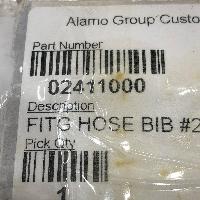 Alamo Group Custo
Part Number
02411000
Description
FITG HOSE BIB #2
Pick Qty
1